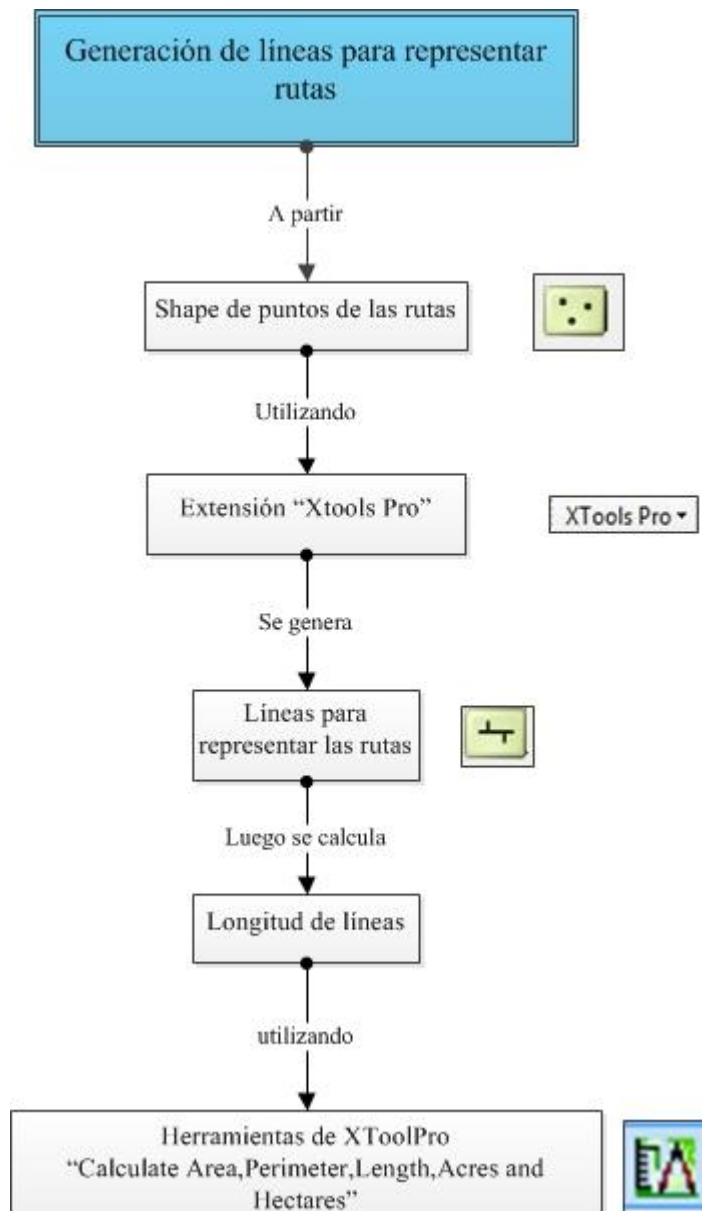 Generación de líneas para representar
rutas
A partir
Shape de puntos de las rutas
Utilizando
Extensión “Xtools Pro”
XTools Pro
Se genera
Líneas para
representar las rutas
Luego se calcula
Longitud de líneas
utilizando
Herramientas de XToolPro
“Calculate Area,Perimeter,Length,Acres and
Hectares”